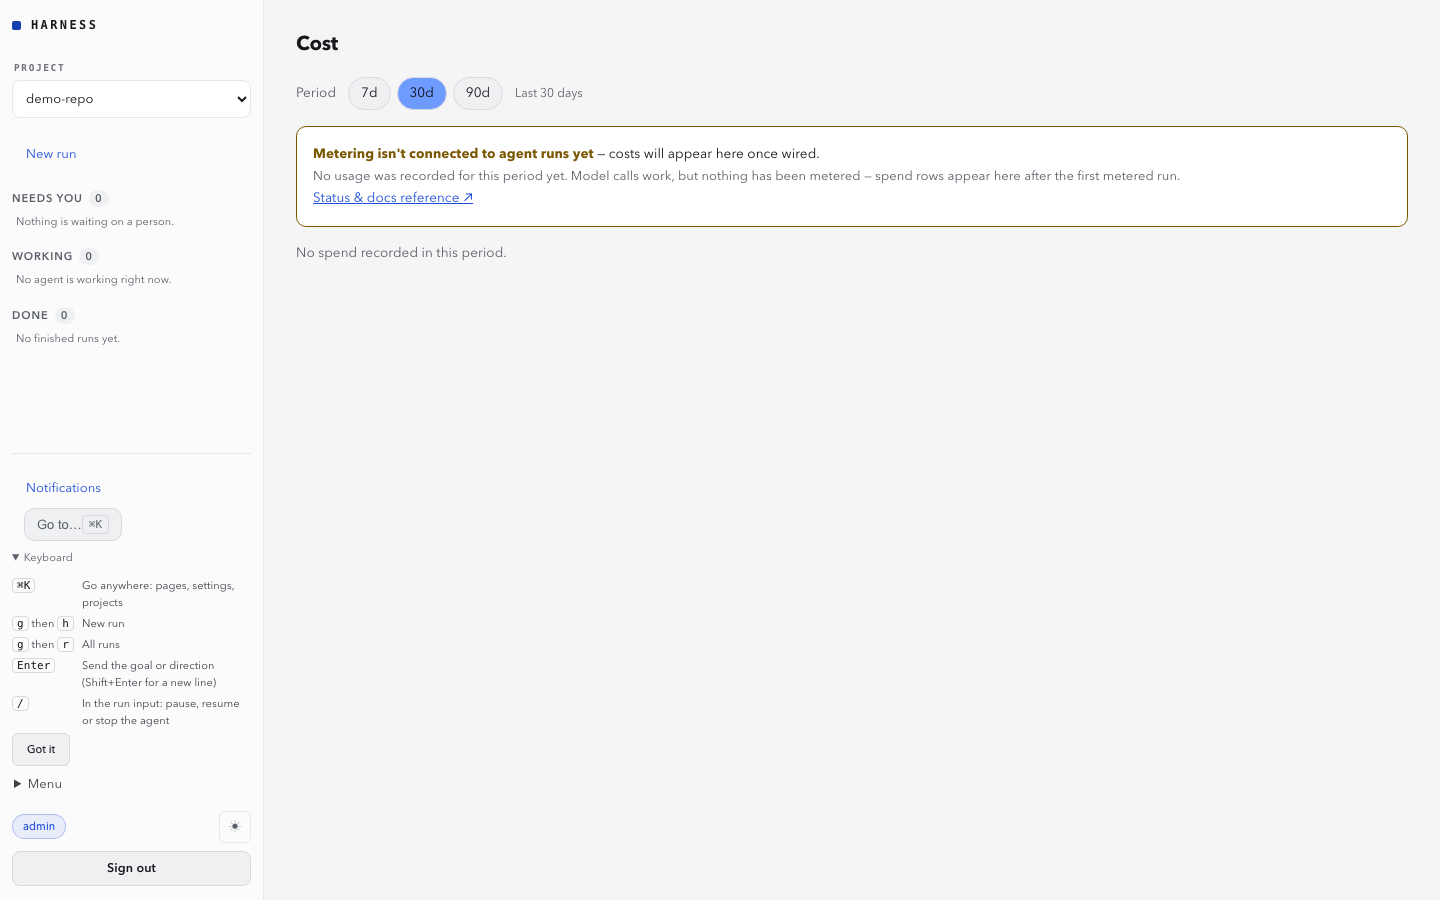 HARNESS
PROJECT
demo-repo
New run
NEEDS YOU 0
Nothing is waiting on a person.
WORKING 0
No agent is working right now.
DONE 0
No finished runs yet.
Notifications
Go to… ⌘K
▼ Keyboard
⌘K Go anywhere: pages, settings,
projects
g then h New run
g then r All runs
Enter Send the goal or direction
(Shift+Enter for a new line)
/ In the run input: pause, resume
or stop the agent
Got it
▶ Menu
admin
Sign out
Cost
Period 7d 30d 90d Last 30 days
Metering isn't connected to agent runs yet — costs will appear here once wired.
No usage was recorded for this period yet. Model calls work, but nothing has been metered — spend rows appear here after the first metered run.
Status & docs reference ↗
No spend recorded in this period.